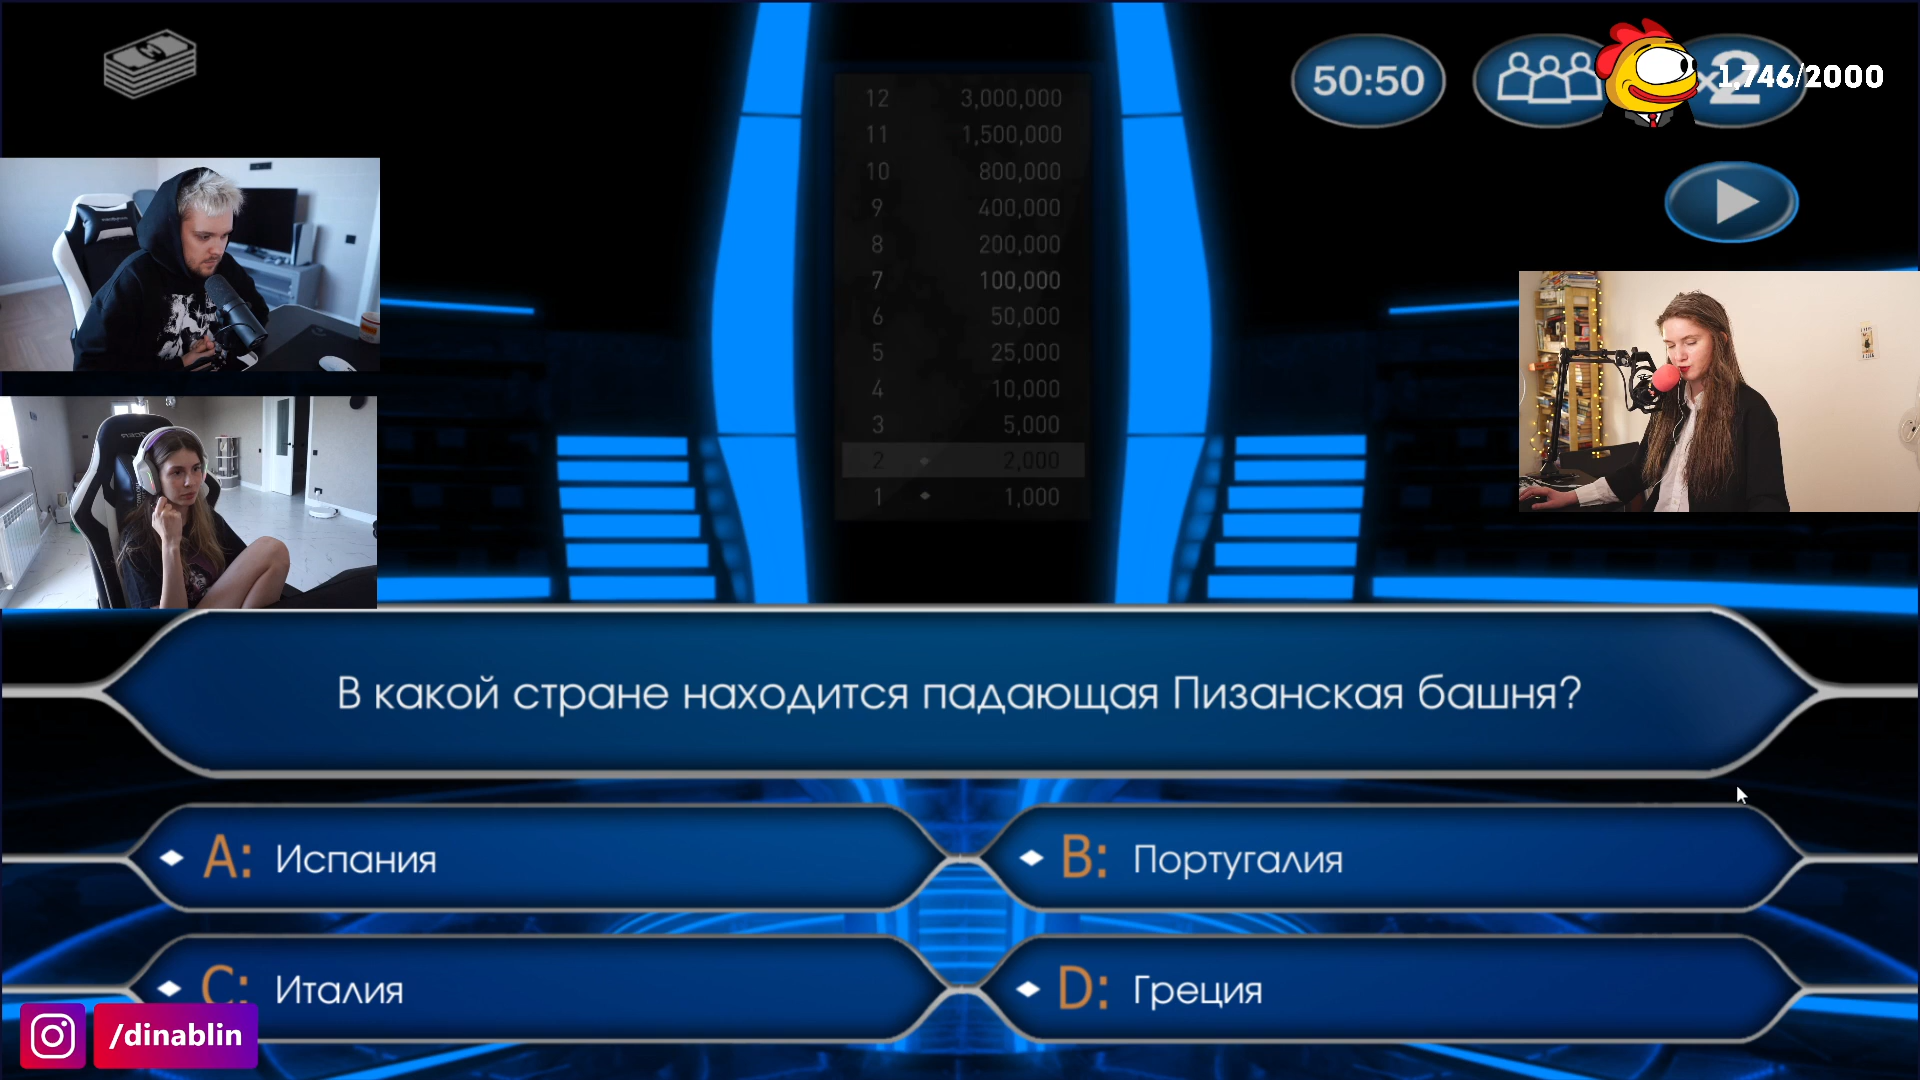 50:50
x2
1,746/2000
12 3,000,000
11 1,500,000
10 800,000
9 400,000
8 200,000
7 100,000
6 50,000
5 25,000
4 10,000
3 5,000
2 2,000
1 1,000
В какой стране находится падающая Пизанская башня?
A: Испания
B: Португалия
C: Италия
D: Греция
/dinablin